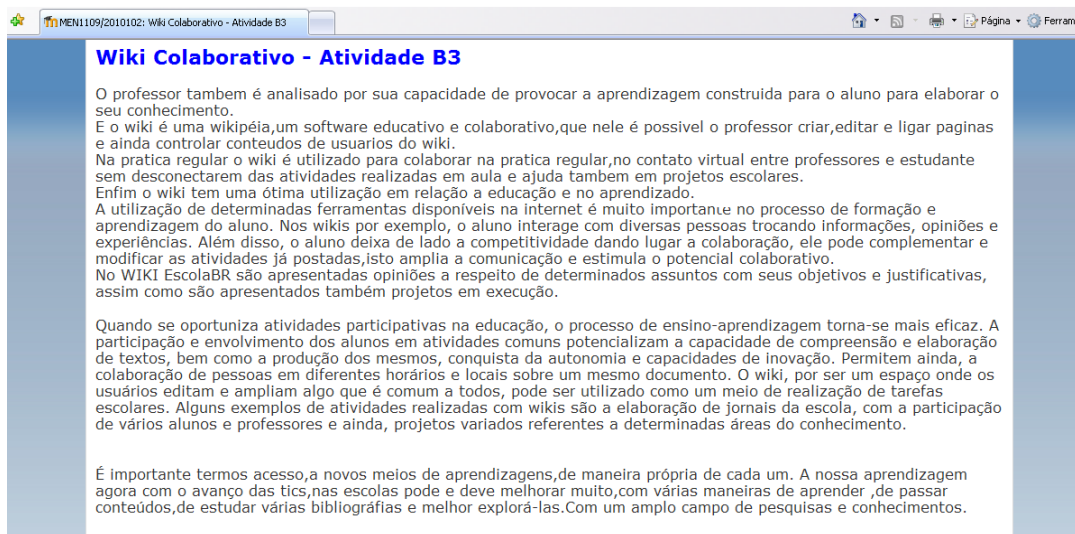 MEN1109/2010102: Wiki Colaborativo - Atividade B3
Página
Ferram
Wiki Colaborativo - Atividade B3
O professor tambem é analisado por sua capacidade de provocar a aprendizagem construida para o aluno para elaborar o
seu conhecimento.
E o wiki é uma wikipéia,um software educativo e colaborativo,que nele é possivel o professor criar,editar e ligar paginas
e ainda controlar conteudos de usuarios do wiki.
Na pratica regular o wiki é utilizado para colaborar na pratica regular,no contato virtual entre professores e estudante
sem desconectarem das atividades realizadas em aula e ajuda tambem em projetos escolares.
Enfim o wiki tem uma ótima utilização em relação a educação e no aprendizado.
A utilização de determinadas ferramentas disponíveis na internet é muito importante no processo de formação e
aprendizagem do aluno. Nos wikis por exemplo, o aluno interage com diversas pessoas trocando informações, opiniões e
experiências. Além disso, o aluno deixa de lado a competitividade dando lugar a colaboração, ele pode complementar e
modificar as atividades já postadas,isto amplia a comunicação e estimula o potencial colaborativo.
No WIKI EscolaBR são apresentadas opiniões a respeito de determinados assuntos com seus objetivos e justificativas,
assim como são apresentados também projetos em execução.
Quando se oportuniza atividades participativas na educação, o processo de ensino-aprendizagem torna-se mais eficaz. A
participação e envolvimento dos alunos em atividades comuns potencializam a capacidade de compreensão e elaboração
de textos, bem como a produção dos mesmos, conquista da autonomia e capacidades de inovação. Permitem ainda, a
colaboração de pessoas em diferentes horários e locais sobre um mesmo documento. O wiki, por ser um espaço onde os
usuários editam e ampliam algo que é comum a todos, pode ser utilizado como um meio de realização de tarefas
escolares. Alguns exemplos de atividades realizadas com wikis são a elaboração de jornais da escola, com a participação
de vários alunos e professores e ainda, projetos variados referentes a determinadas áreas do conhecimento.
É importante termos acesso,a novos meios de aprendizagens,de maneira própria de cada um. A nossa aprendizagem
agora com o avanço das tics,nas escolas pode e deve melhorar muito,com várias maneiras de aprender ,de passar
conteúdos,de estudar várias bibliográfias e melhor explorá-las.Com um amplo campo de pesquisas e conhecimentos.